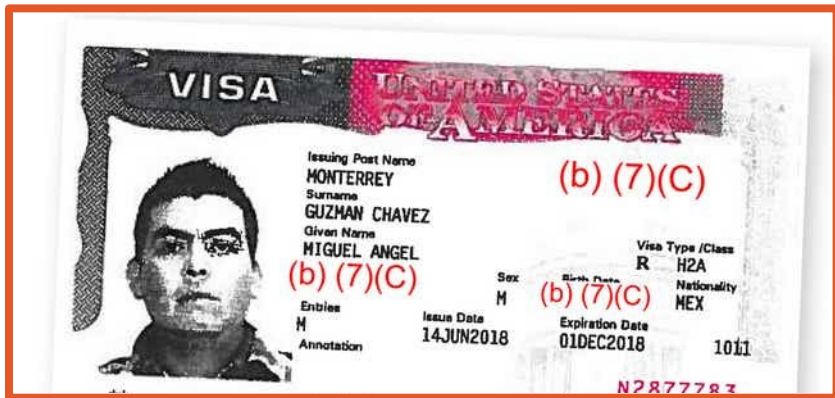 VISA
UNITED STATES
OF AMERICA
Issuing Post Name
MONTERREY
(b) (7)(C)
Surname
GUZMAN CHAVEZ
Given Name
MIGUEL ANGEL
Visa Type /Class
R H2A
(b) (7)(C)
Sex
M
Birth Date
(b) (7)(C)
Nationality
MEX
Entries
M
Issue Date
14JUN2018
Expiration Date
01DEC2018
1011
Annotation
N2877783